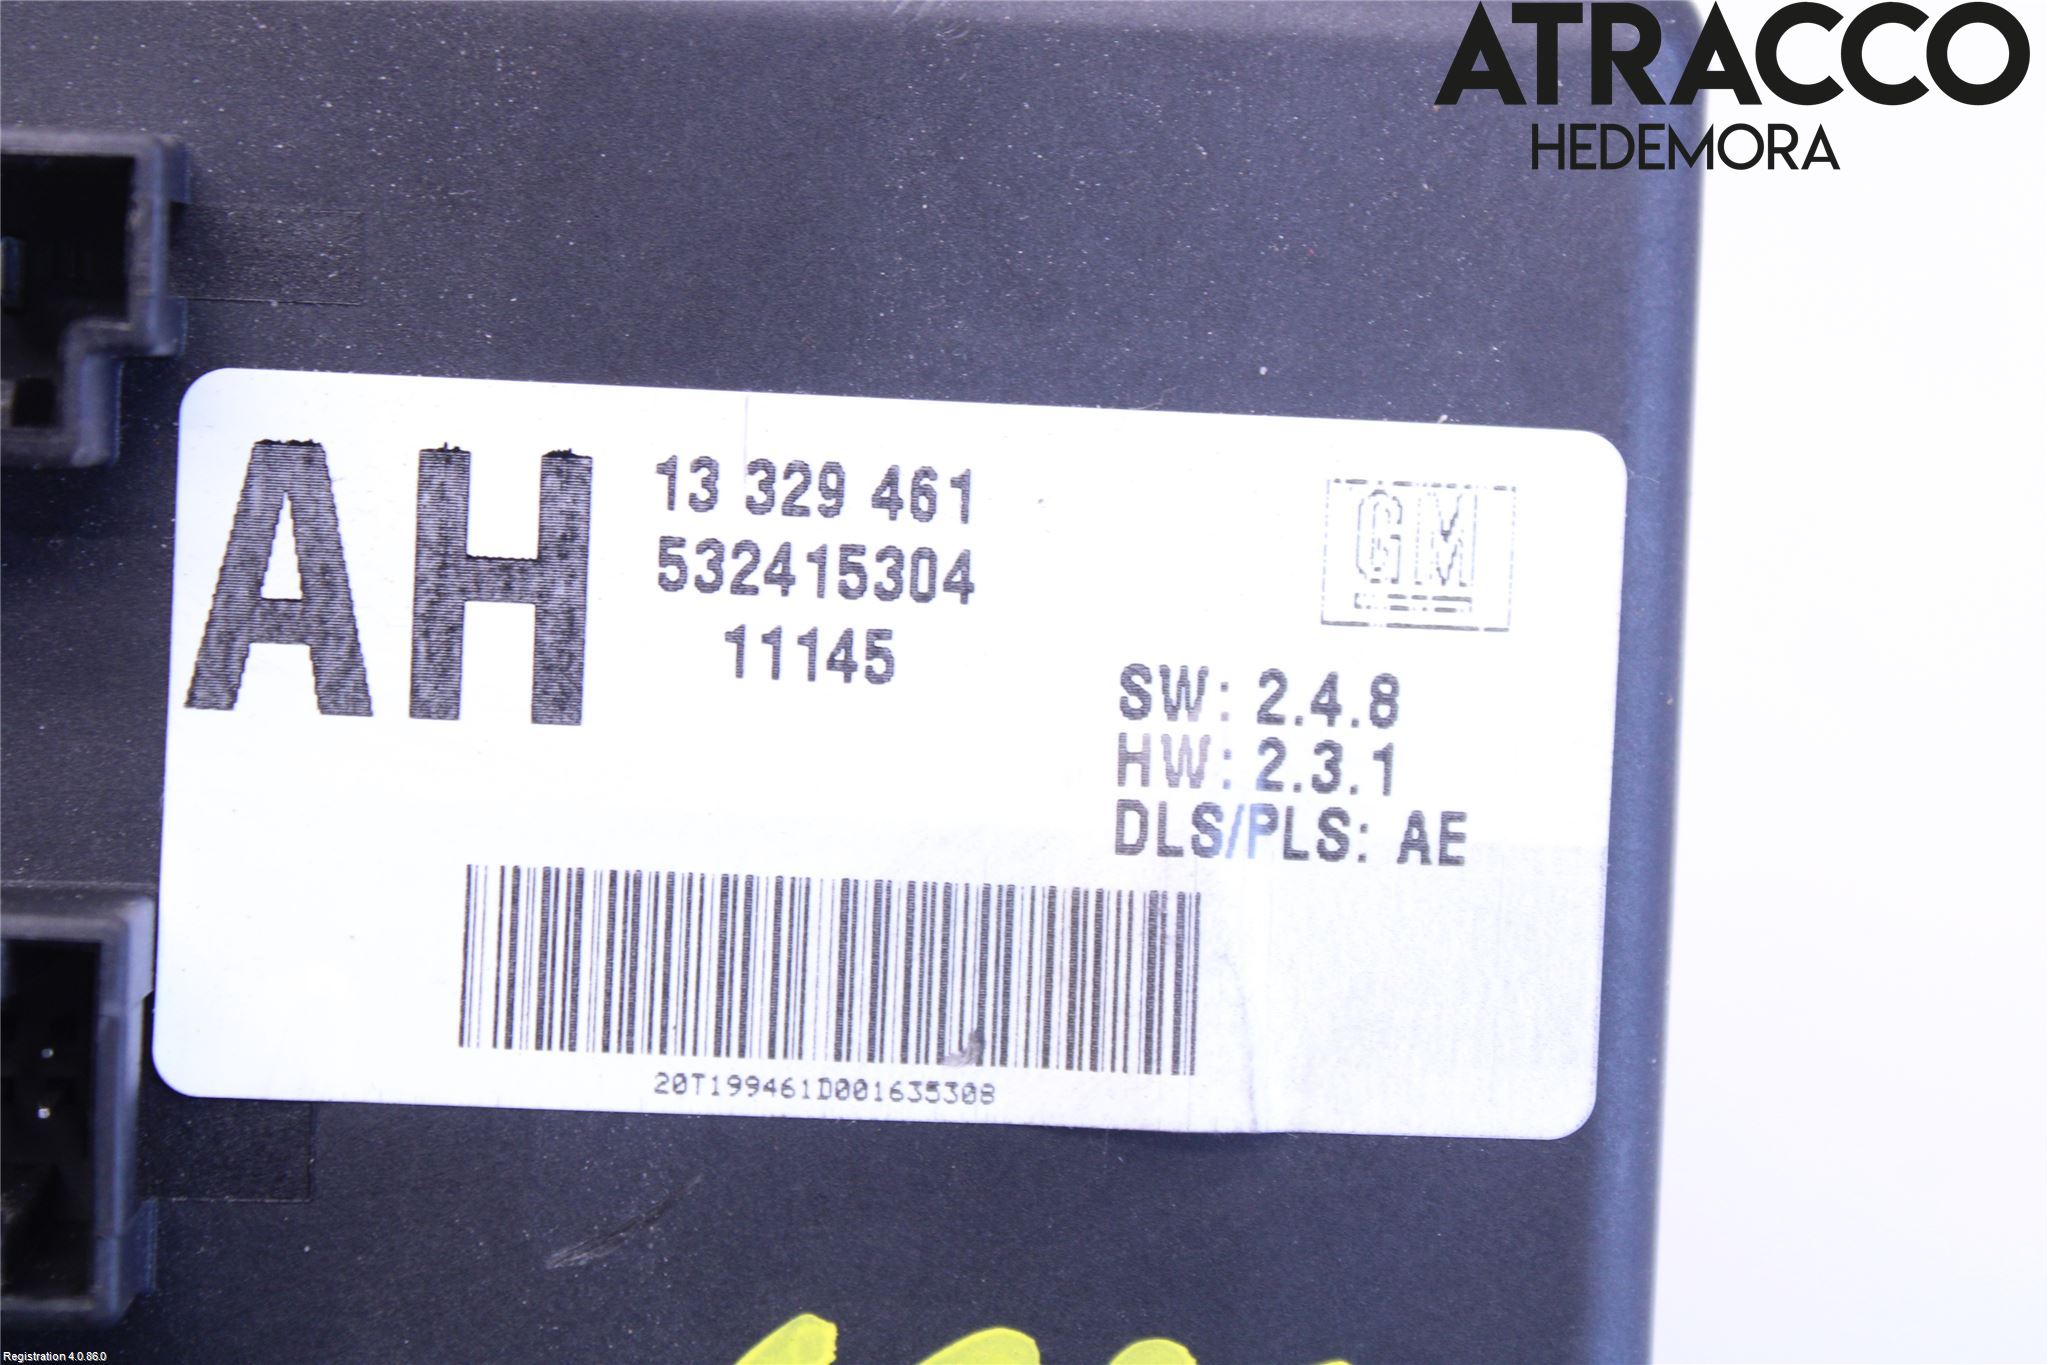 ATRACCO
HEDEMORA
AH
13 329 461
532415304
11145
GM
SW: 2.4.8
HW: 2.3.1
DLS/PLS: AE
20T199461D001635308
Registration 4.0.86.0